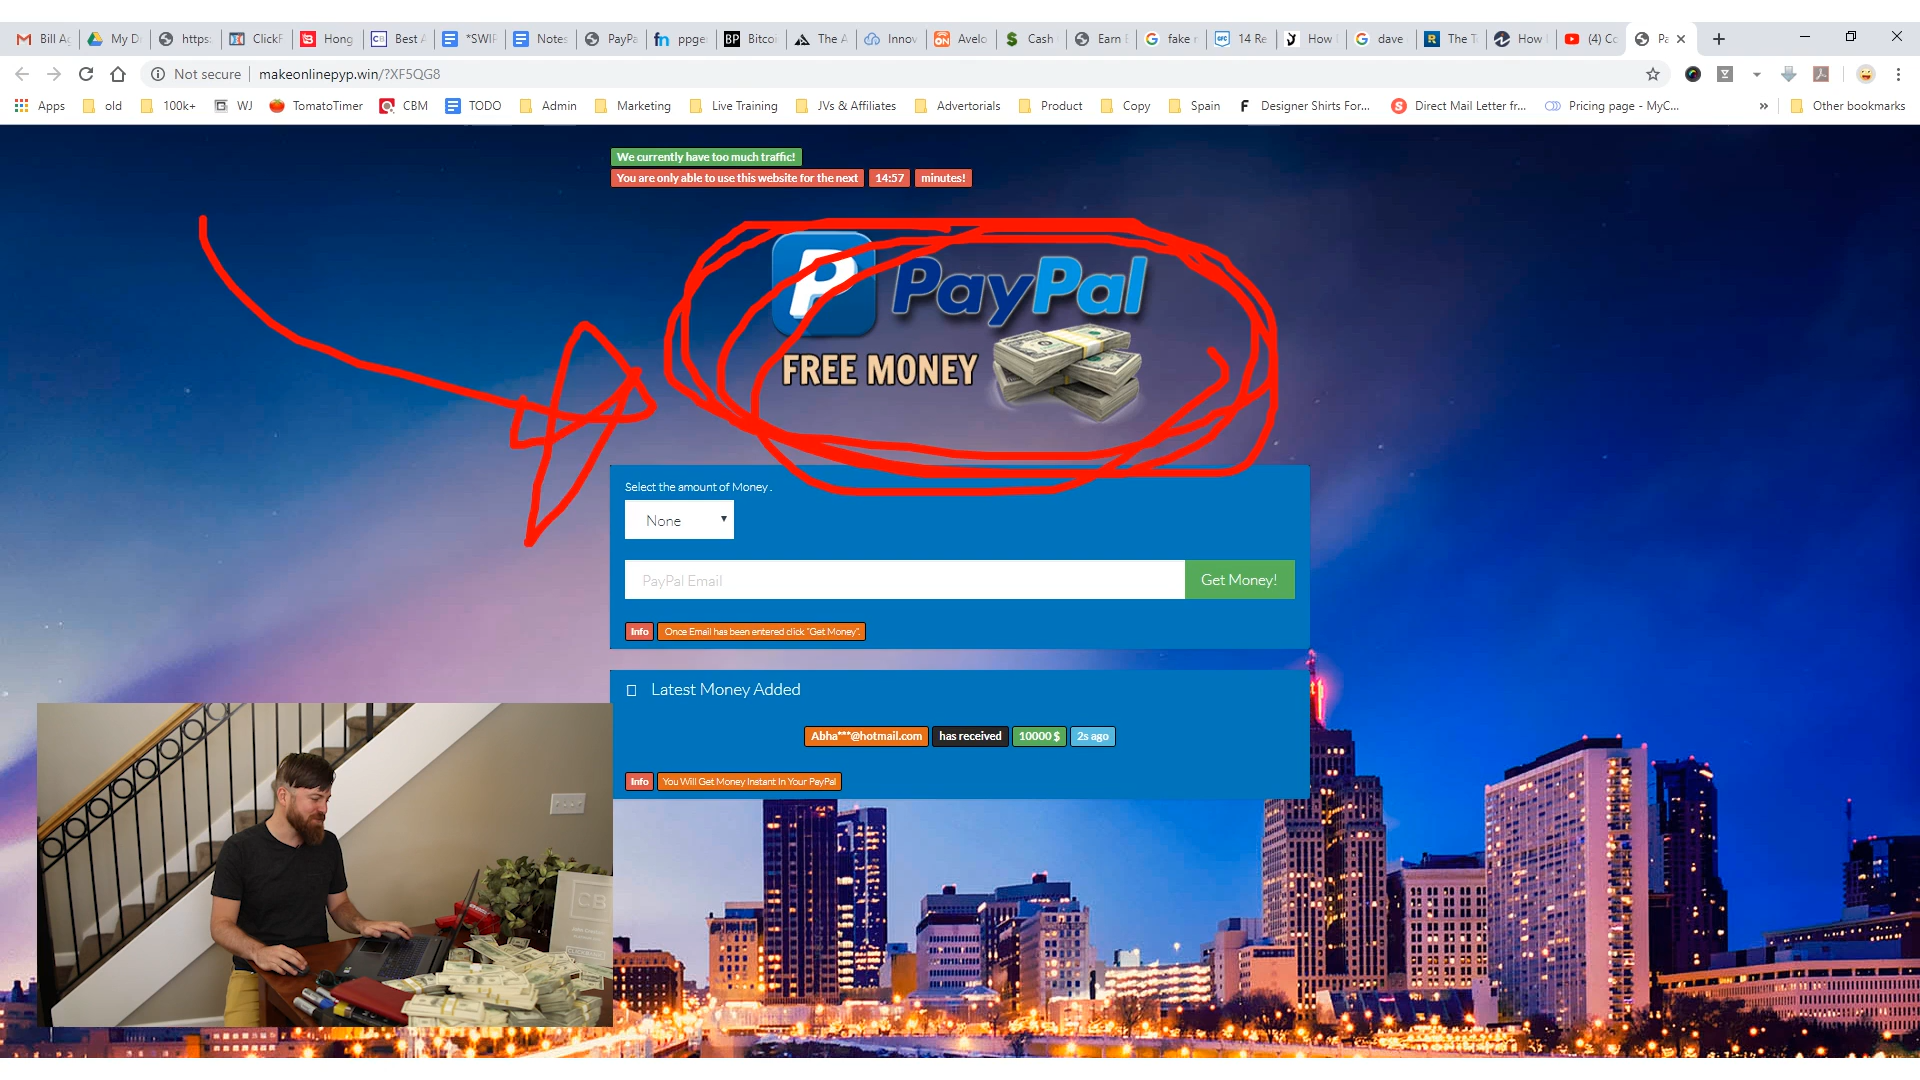 Bill Ac My Di https: ClickF Hong Best A *SWIF Notes PayPa ppge Bitcoi The A Innov Avelo Cash Earn fake r 14 Re How dave The T How (4) Cc Pa
Not secure makeonlinepyp.win/?XF5QG8
Apps old 100k+ WJ TomatoTimer CBM TODO Admin Marketing Live Training JVs & Affiliates Advertorials Product Copy Spain Designer Shirts For... Direct Mail Letter fr... Pricing page - MyC... » Other bookmarks
We currently have too much traffic!
You are only able to use this website for the next 14:57 minutes!
PayPal
FREE MONEY
Select the amount of Money.
None
PayPal Email Get Money!
Info Once Email has been entered click "Get Money".
Latest Money Added
Abha***@hotmail.com has received 10000 $ 2s ago
Info You Will Get Money Instant In Your PayPal
CB